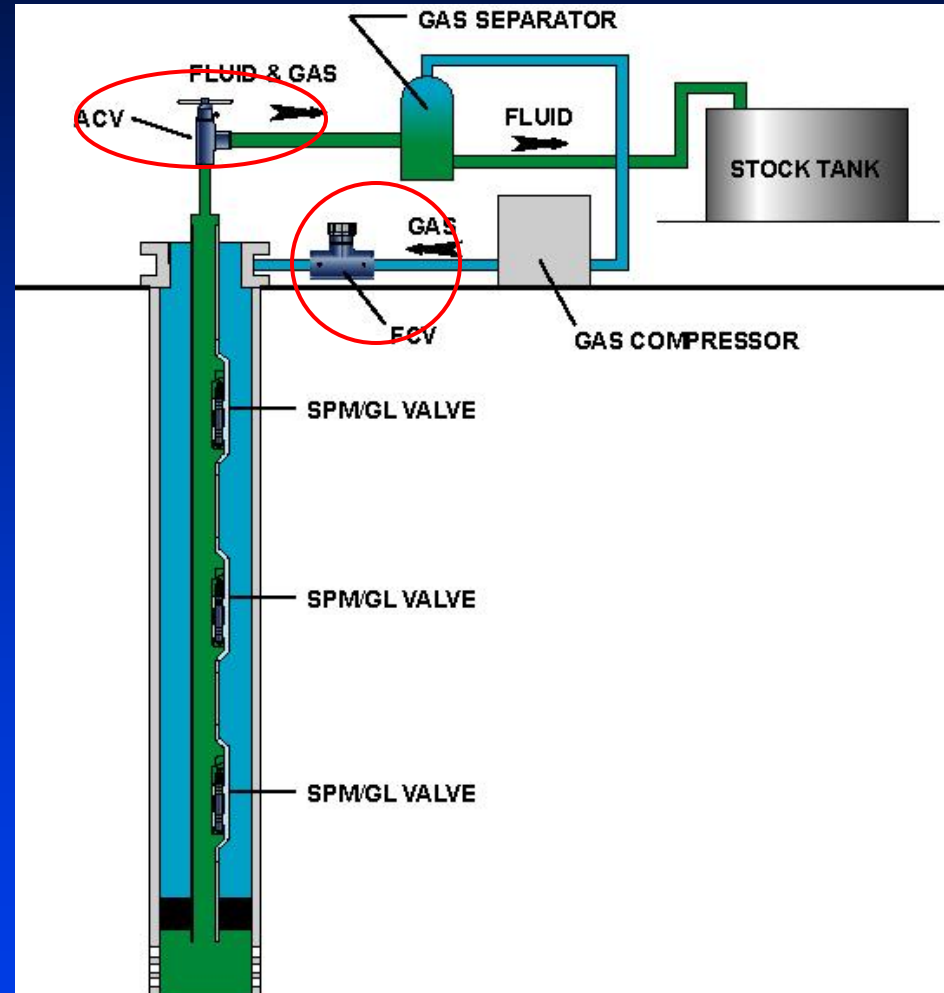 GAS SEPARATOR
FLUID & GAS
ACV
FLUID
STOCK TANK
GAS
FCV
GAS COMPRESSOR
SPM/GL VALVE
SPM/GL VALVE
SPM/GL VALVE